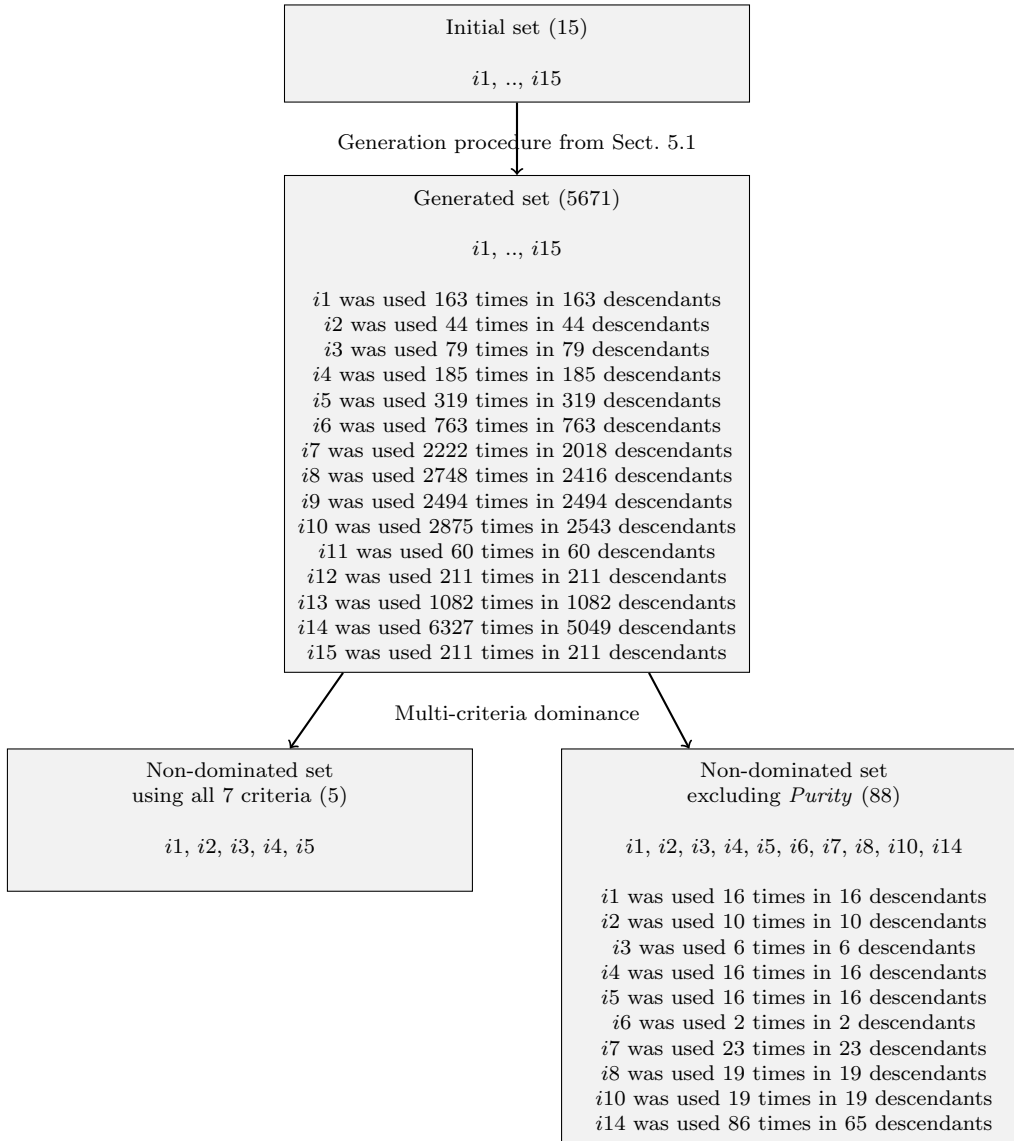 Initial set (15)
i1, .., i15
Generation procedure from Sect. 5.1
Generated set (5671)
i1, .., i15
i1 was used 163 times in 163 descendants
i2 was used 44 times in 44 descendants
i3 was used 79 times in 79 descendants
i4 was used 185 times in 185 descendants
i5 was used 319 times in 319 descendants
i6 was used 763 times in 763 descendants
i7 was used 2222 times in 2018 descendants
i8 was used 2748 times in 2416 descendants
i9 was used 2494 times in 2494 descendants
i10 was used 2875 times in 2543 descendants
i11 was used 60 times in 60 descendants
i12 was used 211 times in 211 descendants
i13 was used 1082 times in 1082 descendants
i14 was used 6327 times in 5049 descendants
i15 was used 211 times in 211 descendants
Multi-criteria dominance
Non-dominated set
using all 7 criteria (5)
i1, i2, i3, i4, i5
Non-dominated set
excluding Purity (88)
i1, i2, i3, i4, i5, i6, i7, i8, i10, i14
i1 was used 16 times in 16 descendants
i2 was used 10 times in 10 descendants
i3 was used 6 times in 6 descendants
i4 was used 16 times in 16 descendants
i5 was used 16 times in 16 descendants
i6 was used 2 times in 2 descendants
i7 was used 23 times in 23 descendants
i8 was used 19 times in 19 descendants
i10 was used 19 times in 19 descendants
i14 was used 86 times in 65 descendants